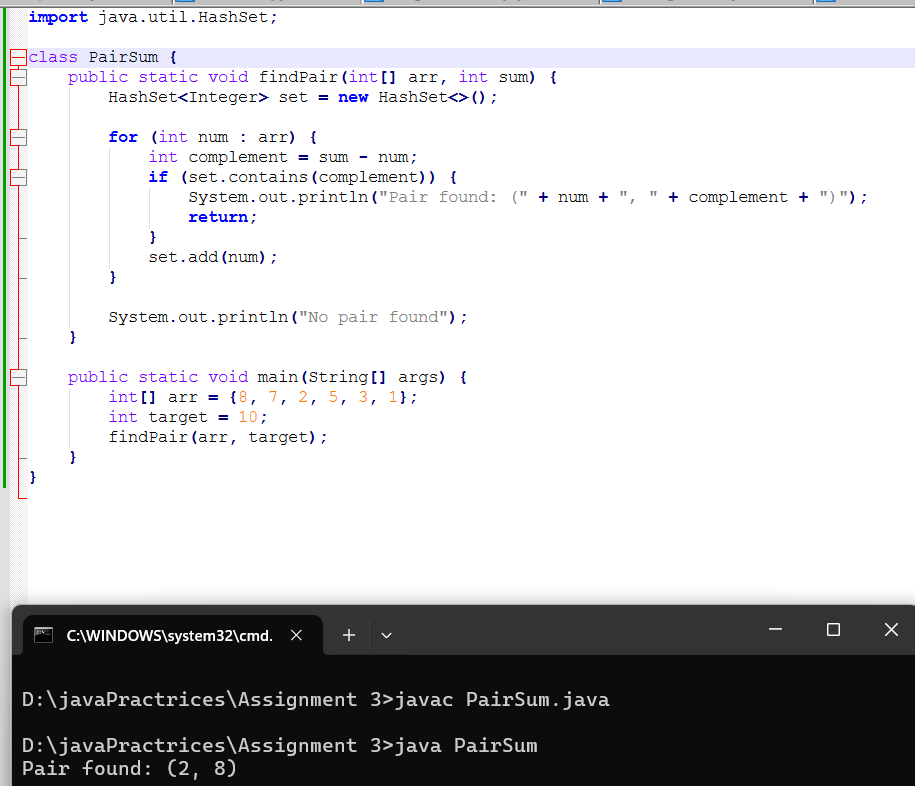 import java.util.HashSet;
class PairSum {
public static void findPair(int[] arr, int sum) {
HashSet<Integer> set = new HashSet<>();
for (int num : arr) {
int complement = sum - num;
if (set.contains(complement)) {
System.out.println("Pair found: (" + num + ", " + complement + ")");
return;
}
set.add(num);
}
System.out.println("No pair found");
}
public static void main(String[] args) {
int[] arr = {8, 7, 2, 5, 3, 1};
int target = 10;
findPair(arr, target);
}
}
C:\WINDOWS\system32\cmd.
D:\javaPractrices\Assignment 3>javac PairSum.java
D:\javaPractrices\Assignment 3>java PairSum
Pair found: (2, 8)